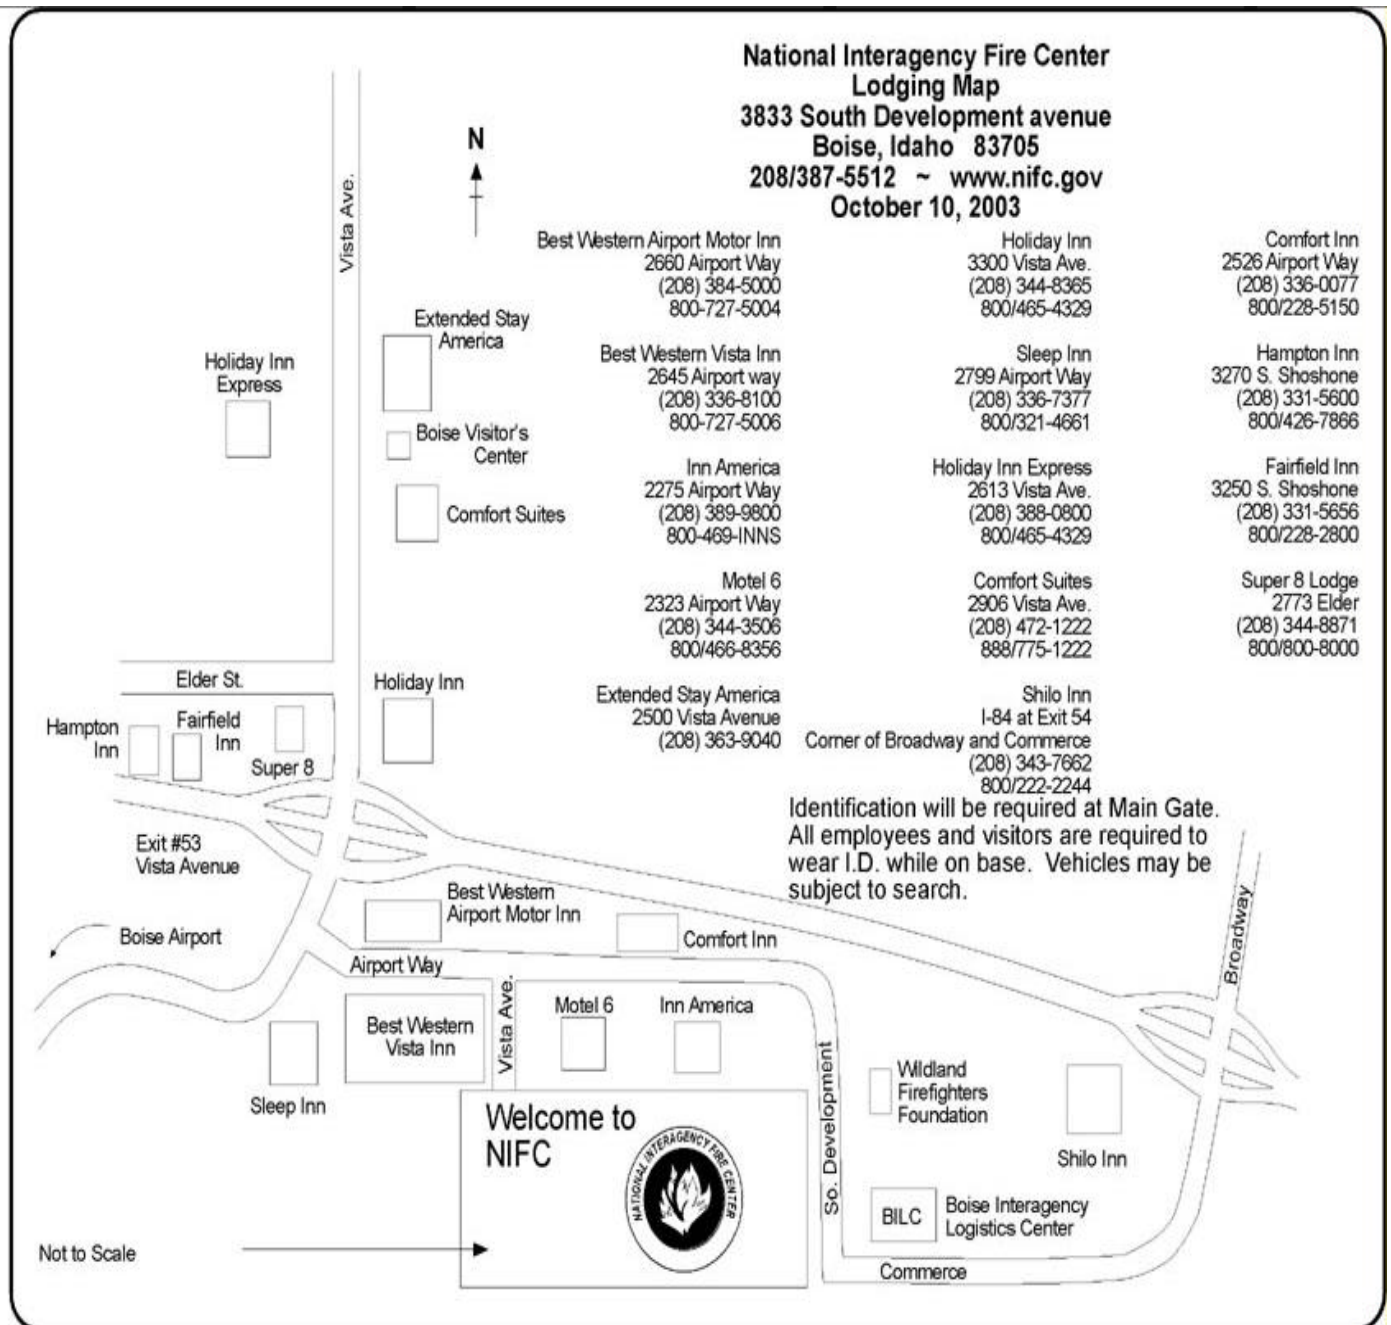 National Interagency Fire Center
Lodging Map
3833 South Development avenue
Boise, Idaho 83705
208/387-5512 ~ www.nifc.gov
October 10, 2003
N
Vista Ave.
Best Western Airport Motor Inn
2660 Airport Way
(208) 384-5000
800-727-5004
Best Western Vista Inn
2645 Airport way
(208) 336-8100
800-727-5006
Inn America
2275 Airport Way
(208) 389-9800
800-469-INNS
Motel 6
2323 Airport Way
(208) 344-3506
800/466-8356
Extended Stay America
2500 Vista Avenue
(208) 363-9040
Holiday Inn
3300 Vista Ave.
(208) 344-8365
800/465-4329
Sleep Inn
2799 Airport Way
(208) 336-7377
800/321-4661
Holiday Inn Express
2613 Vista Ave.
(208) 388-0800
800/465-4329
Comfort Suites
2906 Vista Ave.
(208) 472-1222
888/775-1222
Shilo Inn
I-84 at Exit 54
Corner of Broadway and Commerce
(208) 343-7662
800/222-2244
Comfort Inn
2526 Airport Way
(208) 336-0077
800/228-5150
Hampton Inn
3270 S. Shoshone
(208) 331-5600
800/426-7866
Fairfield Inn
3250 S. Shoshone
(208) 331-5656
800/228-2800
Super 8 Lodge
2773 Elder
(208) 344-8871
800/800-8000
Identification will be required at Main Gate.
All employees and visitors are required to
wear I.D. while on base. Vehicles may be
subject to search.
Extended Stay
America
Holiday Inn
Express
Boise Visitor's
Center
Comfort Suites
Elder St.
Holiday Inn
Hampton
Inn
Fairfield
Inn
Super 8
Exit #53
Vista Avenue
Best Western
Airport Motor Inn
Boise Airport
Comfort Inn
Broadway
Airport Way
Vista Ave.
Motel 6
Inn America
Best Western
Vista Inn
Sleep Inn
So. Development
Wildland
Firefighters
Foundation
Shilo Inn
Welcome to
NIFC
NATIONAL INTERAGENCY FIRE CENTER
BILC
Boise Interagency
Logistics Center
Not to Scale
Commerce